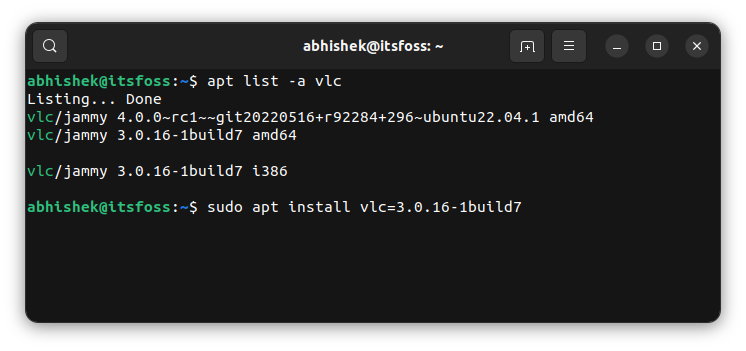 abhishek@itsfoss: ~
abhishek@itsfoss:~$ apt list -a vlc
Listing... Done
vlc/jammy 4.0.0~rc1~~git20220516+r92284+296~ubuntu22.04.1 amd64
vlc/jammy 3.0.16-1build7 amd64
vlc/jammy 3.0.16-1build7 i386
abhishek@itsfoss:~$ sudo apt install vlc=3.0.16-1build7